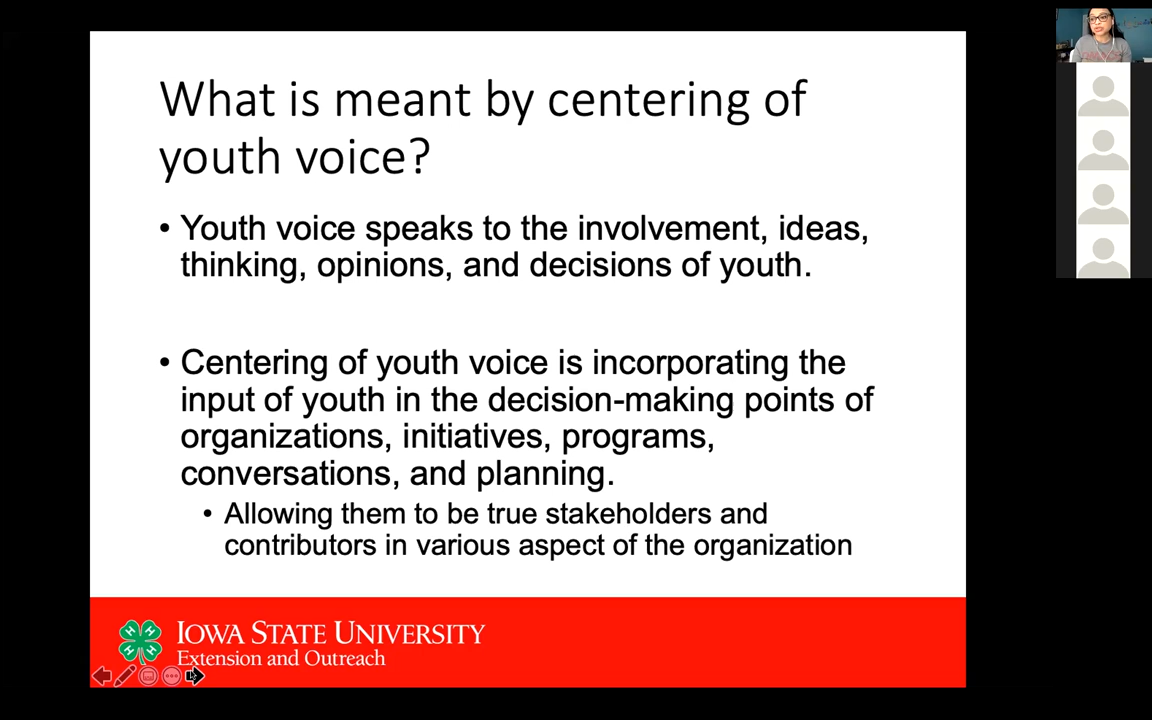 What is meant by centering of
youth voice?
• Youth voice speaks to the involvement, ideas,
thinking, opinions, and decisions of youth.
• Centering of youth voice is incorporating the
input of youth in the decision-making points of
organizations, initiatives, programs,
conversations, and planning.
• Allowing them to be true stakeholders and
contributors in various aspect of the organization
H H
H H
IOWA STATE UNIVERSITY
Extension and Outreach